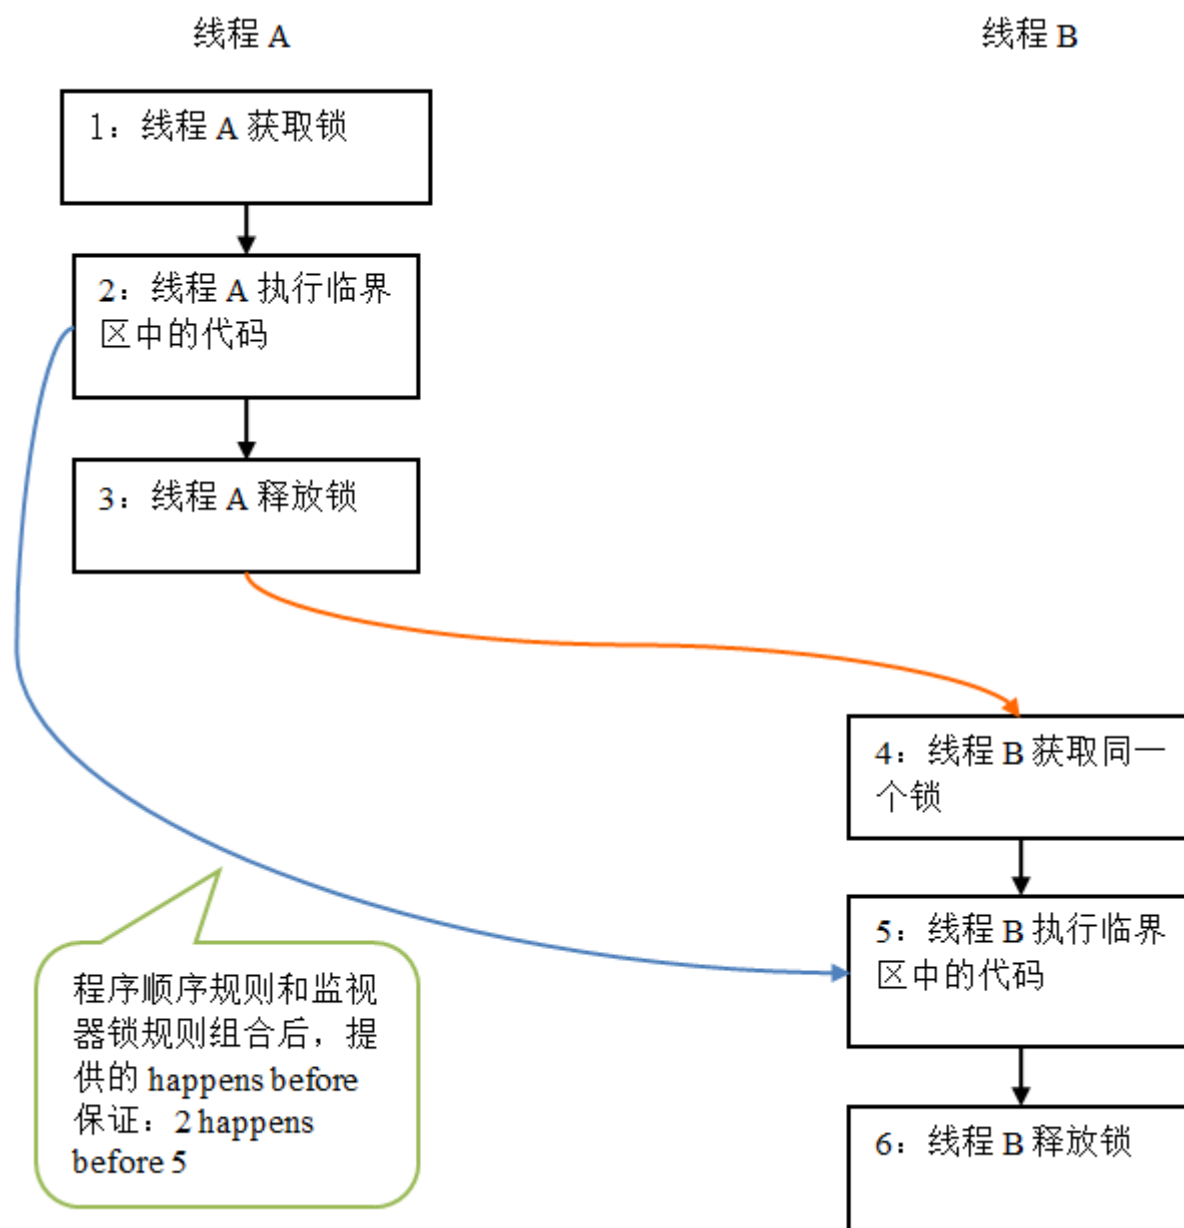 线程 A
线程 B
1：线程 A 获取锁
2：线程 A 执行临界
区中的代码
3：线程 A 释放锁
4：线程 B 获取同一
个锁
5：线程 B 执行临界
区中的代码
6：线程 B 释放锁
程序顺序规则和监视
器锁规则组合后，提
供的 happens before
保证：2 happens
before 5